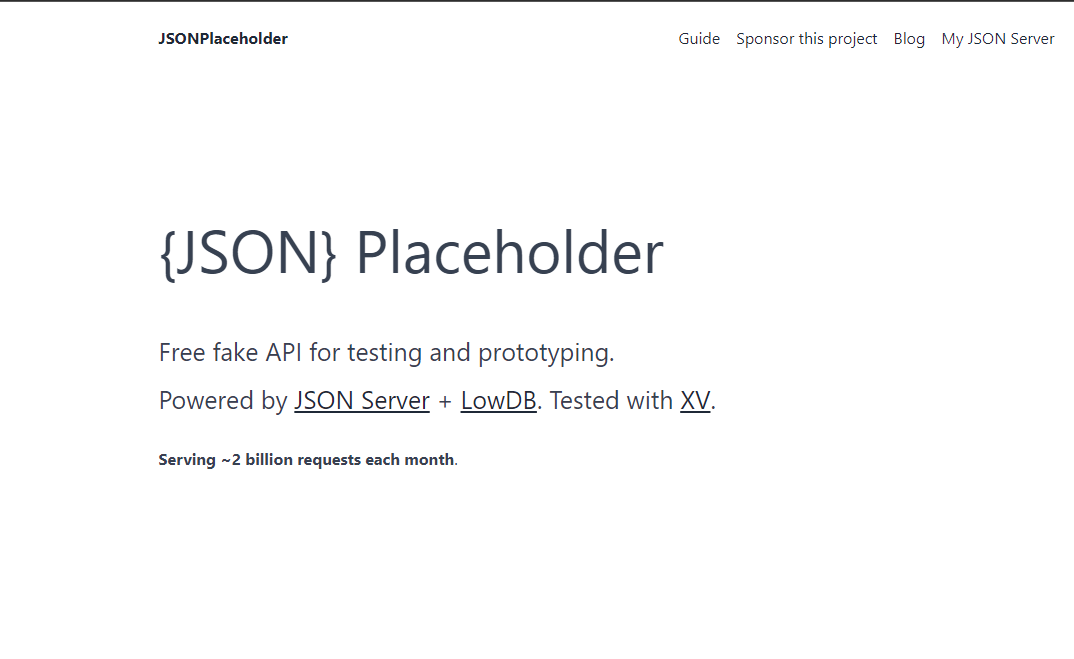 JSONPlaceholder
Guide Sponsor this project Blog My JSON Server
{JSON} Placeholder
Free fake API for testing and prototyping.
Powered by JSON Server + LowDB. Tested with XV.
Serving ~2 billion requests each month.